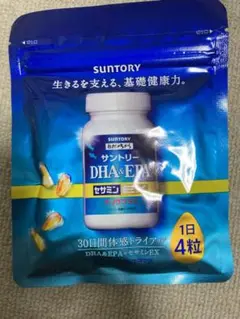 SUNTORY
生きるを支える、基礎健康力。
SUNTORY
サントリー
DHA&EPA
セサミン
1日
4粒
30日間体感トライアル
DHA&EPA+セサミンEX